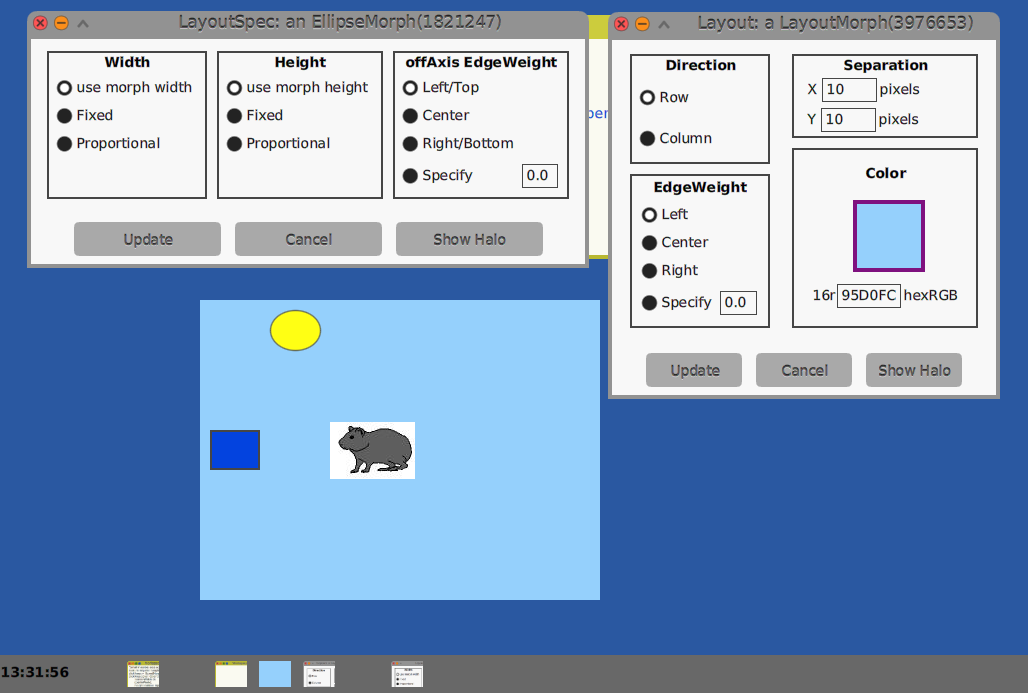 LayoutSpec: an EllipseMorph(1821247)
Width
use morph width
Fixed
Proportional
Height
use morph height
Fixed
Proportional
offAxis EdgeWeight
Left/Top
Center
Right/Bottom
Specify 0.0
Update Cancel Show Halo
Layout: a LayoutMorph(3976653)
Direction
Row
Column
Separation
X 10 pixels
Y 10 pixels
EdgeWeight
Left
Center
Right
Specify 0.0
Color
16r 95D0FC hexRGB
Update Cancel Show Halo
13:31:56